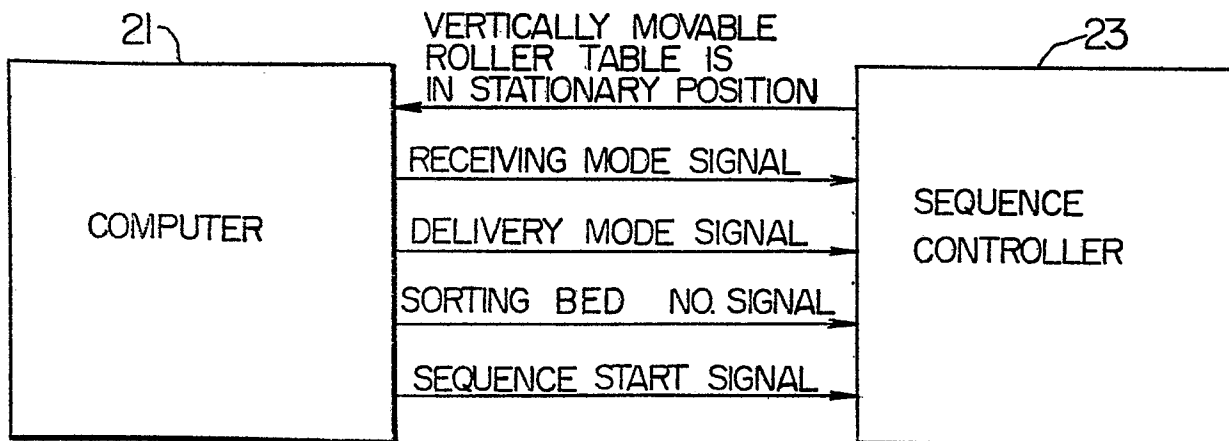 21
23
VERTICALLY MOVABLE
ROLLER TABLE IS
IN STATIONARY POSITION
RECEIVING MODE SIGNAL
COMPUTER
DELIVERY MODE SIGNAL
SEQUENCE
CONTROLLER
SORTING BED NO. SIGNAL
SEQUENCE START SIGNAL